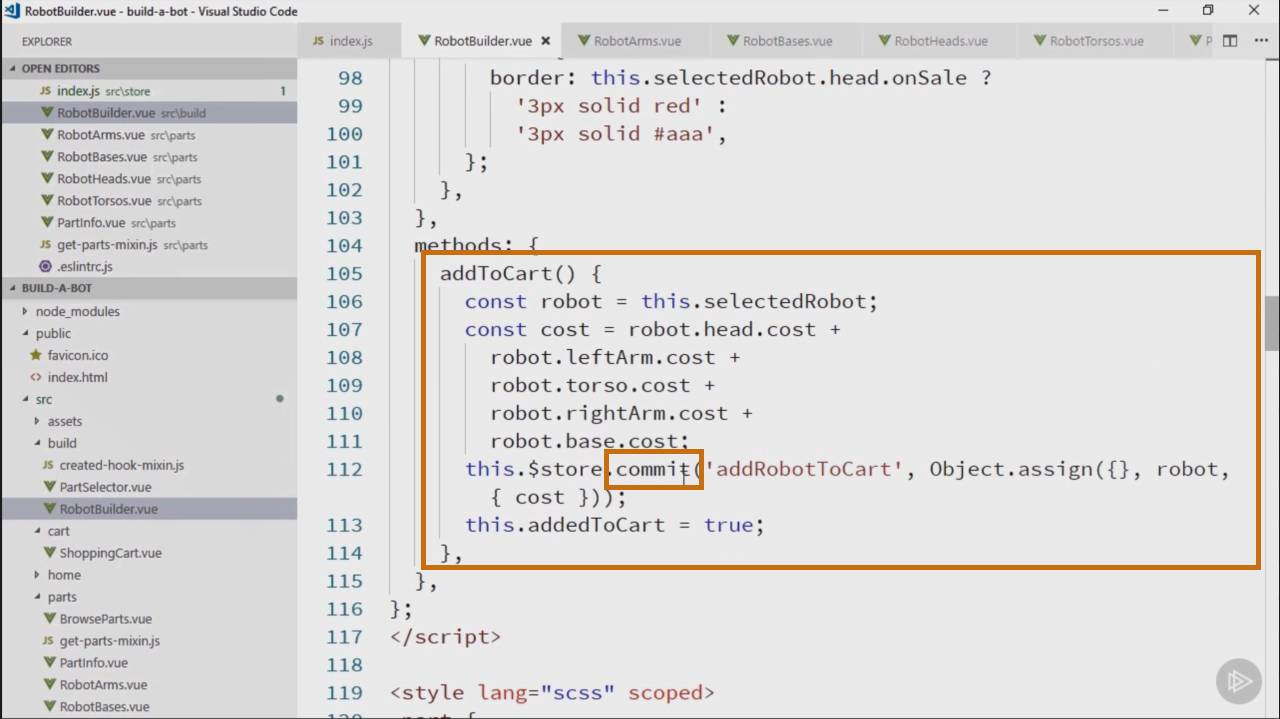 RobotBuilder.vue - build-a-bot - Visual Studio Code
EXPLORER
JS index.js
RobotBuilder.vue
RobotArms.vue
RobotBases.vue
RobotHeads.vue
RobotTorsos.vue
OPEN EDITORS
JS index.js src\store 1
RobotBuilder.vue src\build
RobotArms.vue src\parts
RobotBases.vue src\parts
RobotHeads.vue src\parts
RobotTorsos.vue src\parts
PartInfo.vue src\parts
JS get-parts-mixin.js src\parts
.eslintrc.js
BUILD-A-BOT
node_modules
public
favicon.ico
<> index.html
src
assets
build
JS created-hook-mixin.js
PartSelector.vue
RobotBuilder.vue
cart
ShoppingCart.vue
home
parts
BrowseParts.vue
JS get-parts-mixin.js
PartInfo.vue
RobotArms.vue
RobotBases.vue
98 border: this.selectedRobot.head.onSale ?
99 '3px solid red' :
100 '3px solid #aaa',
101 };
102 },
103 },
104 methods: {
105 addToCart() {
106 const robot = this.selectedRobot;
107 const cost = robot.head.cost +
108 robot.leftArm.cost +
109 robot.torso.cost +
110 robot.rightArm.cost +
111 robot.base.cost;
112 this.$store.commit('addRobotToCart', Object.assign({}, robot,
{ cost }));
113 this.addedToCart = true;
114 },
115 },
116 };
117 </script>
118
119 <style lang="scss" scoped>
120 .part {